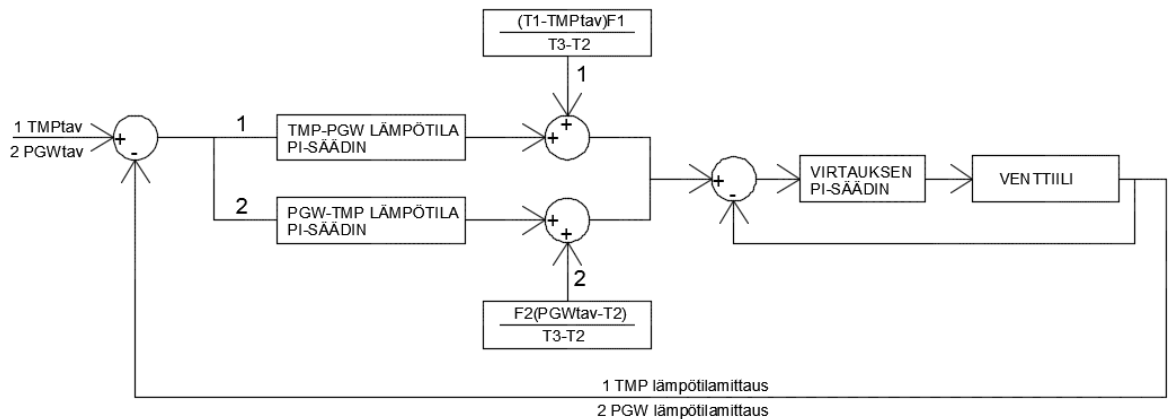 (T1-TMPtav)F1
T3-T2
1
1 TMPtav
2 PGWtav
+
-
1
TMP-PGW LÄMPÖTILA
PI-SÄÄDIN
+
+
2
PGW-TMP LÄMPÖTILA
PI-SÄÄDIN
+
+
2
F2(PGWtav-T2)
T3-T2
+
-
VIRTAUKSEN
PI-SÄÄDIN
VENTTIILI
1 TMP lämpötilamittaus
2 PGW lämpötilamittaus